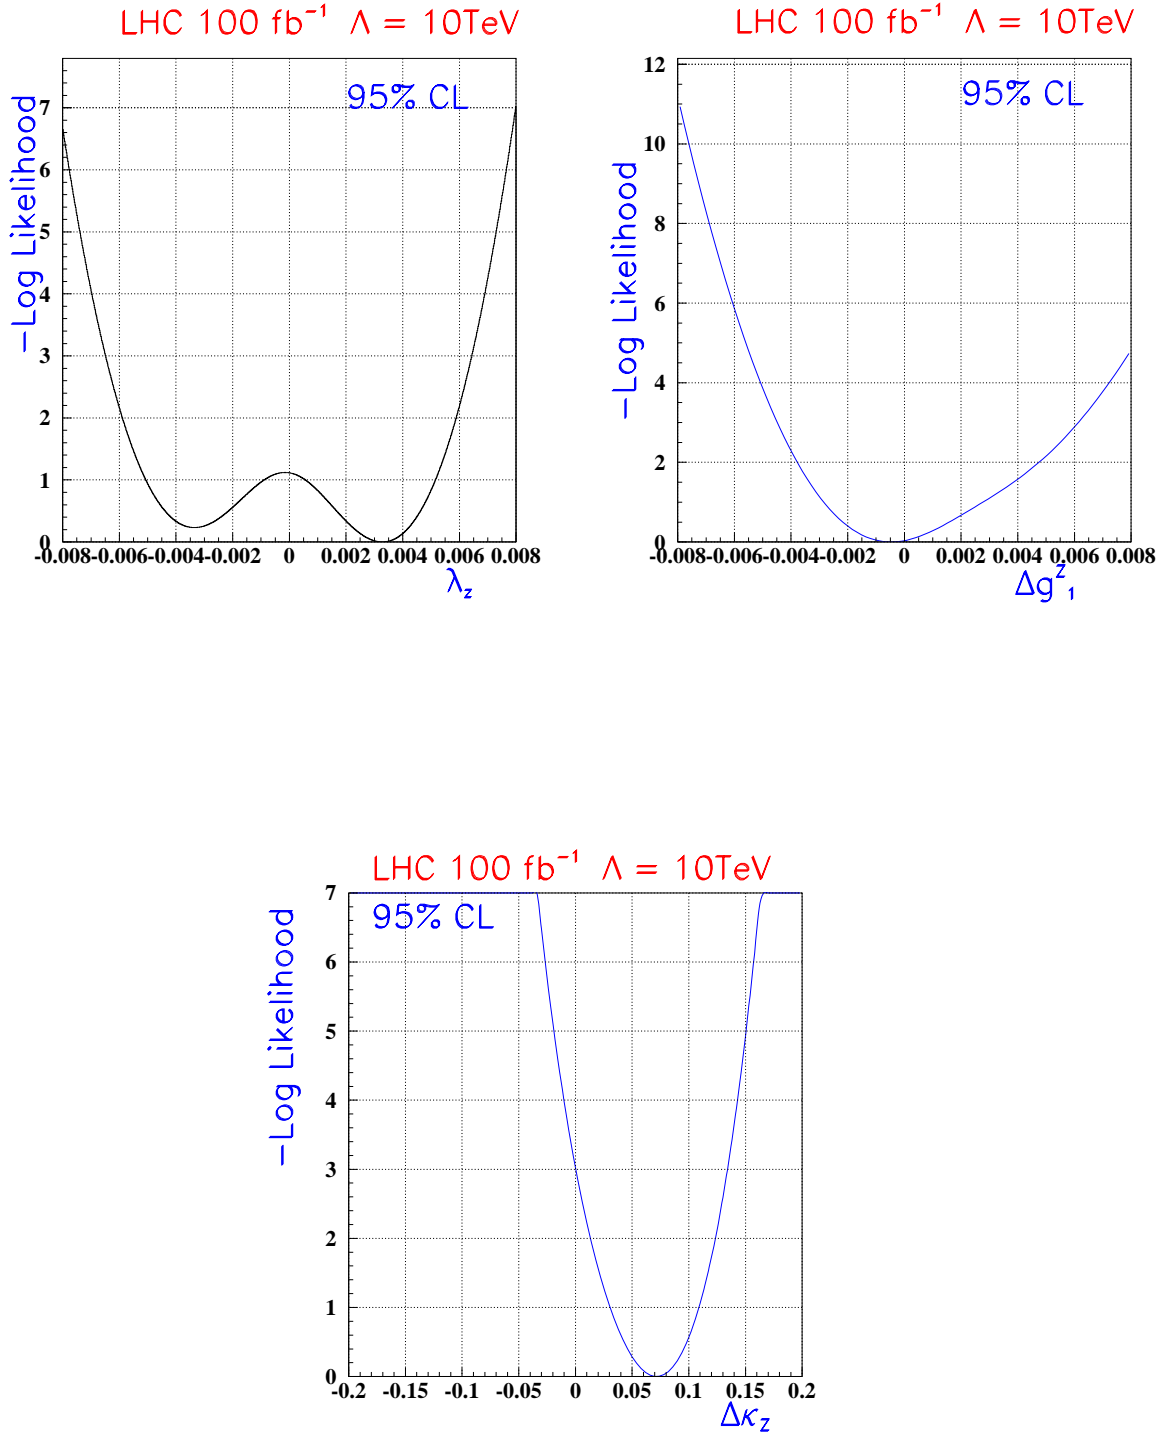 LHC 100 fb⁻¹ Λ = 10TeV
95% CL
−Log Likelihood
7
6
5
4
3
2
1
0
-0.008 -0.006 -0.004 -0.002 0 0.002 0.004 0.006 0.008
λz
LHC 100 fb⁻¹ Λ = 10TeV
95% CL
−Log Likelihood
12
10
8
6
4
2
0
-0.008 -0.006 -0.004 -0.002 0 0.002 0.004 0.006 0.008
Δg^z_1
LHC 100 fb⁻¹ Λ = 10TeV
95% CL
−Log Likelihood
7
6
5
4
3
2
1
0
-0.2 -0.15 -0.1 -0.05 0 0.05 0.1 0.15 0.2
Δκz